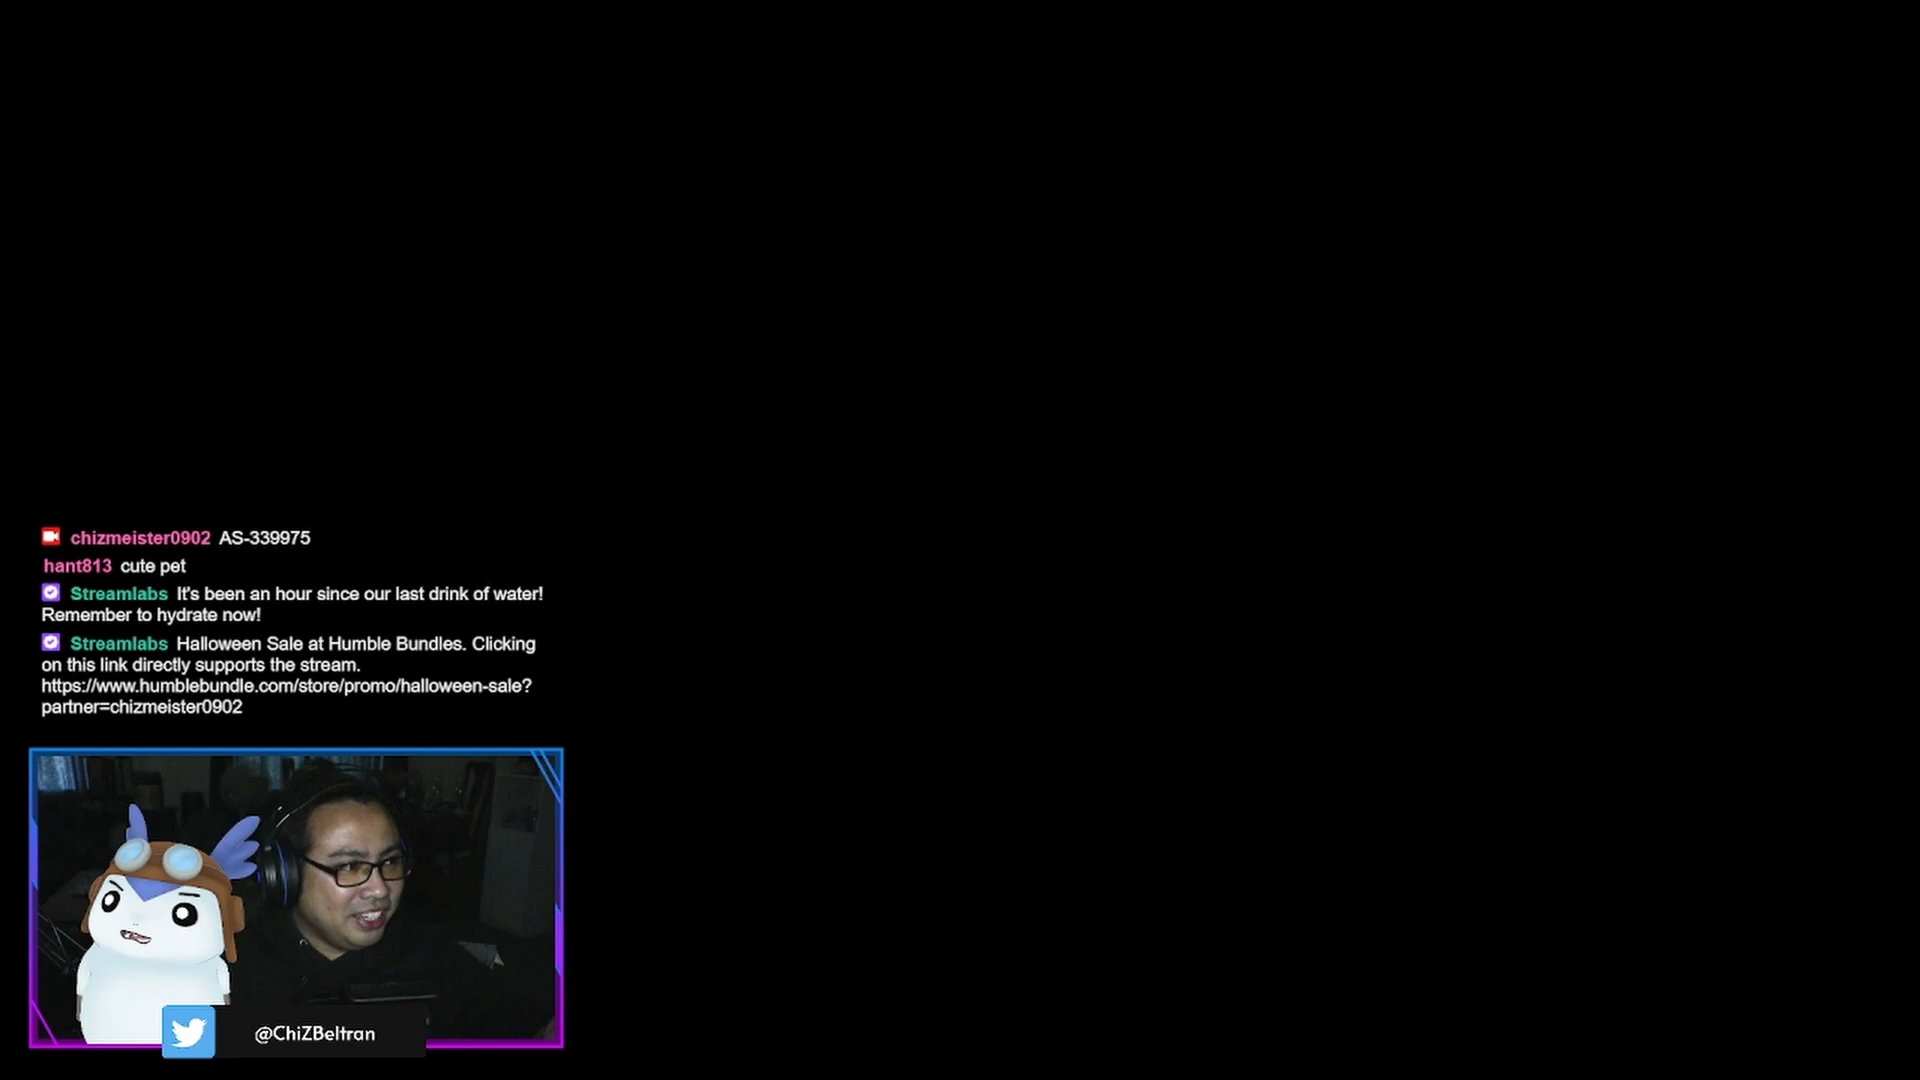 chizmeister0902 AS-339975
hant813 cute pet
Streamlabs It's been an hour since our last drink of water!
Remember to hydrate now!
Streamlabs Halloween Sale at Humble Bundles. Clicking
on this link directly supports the stream.
https://www.humblebundle.com/store/promo/halloween-sale?
partner=chizmeister0902
@ChiZBeltran